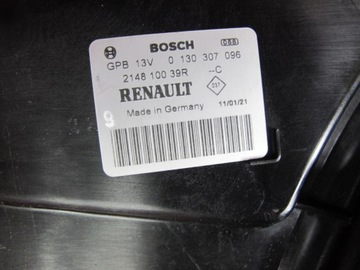 BOSCH
GPB 13V 0 130 307 096
2148 100 39R --C
RENAULT
Made in Germany 11/01/21